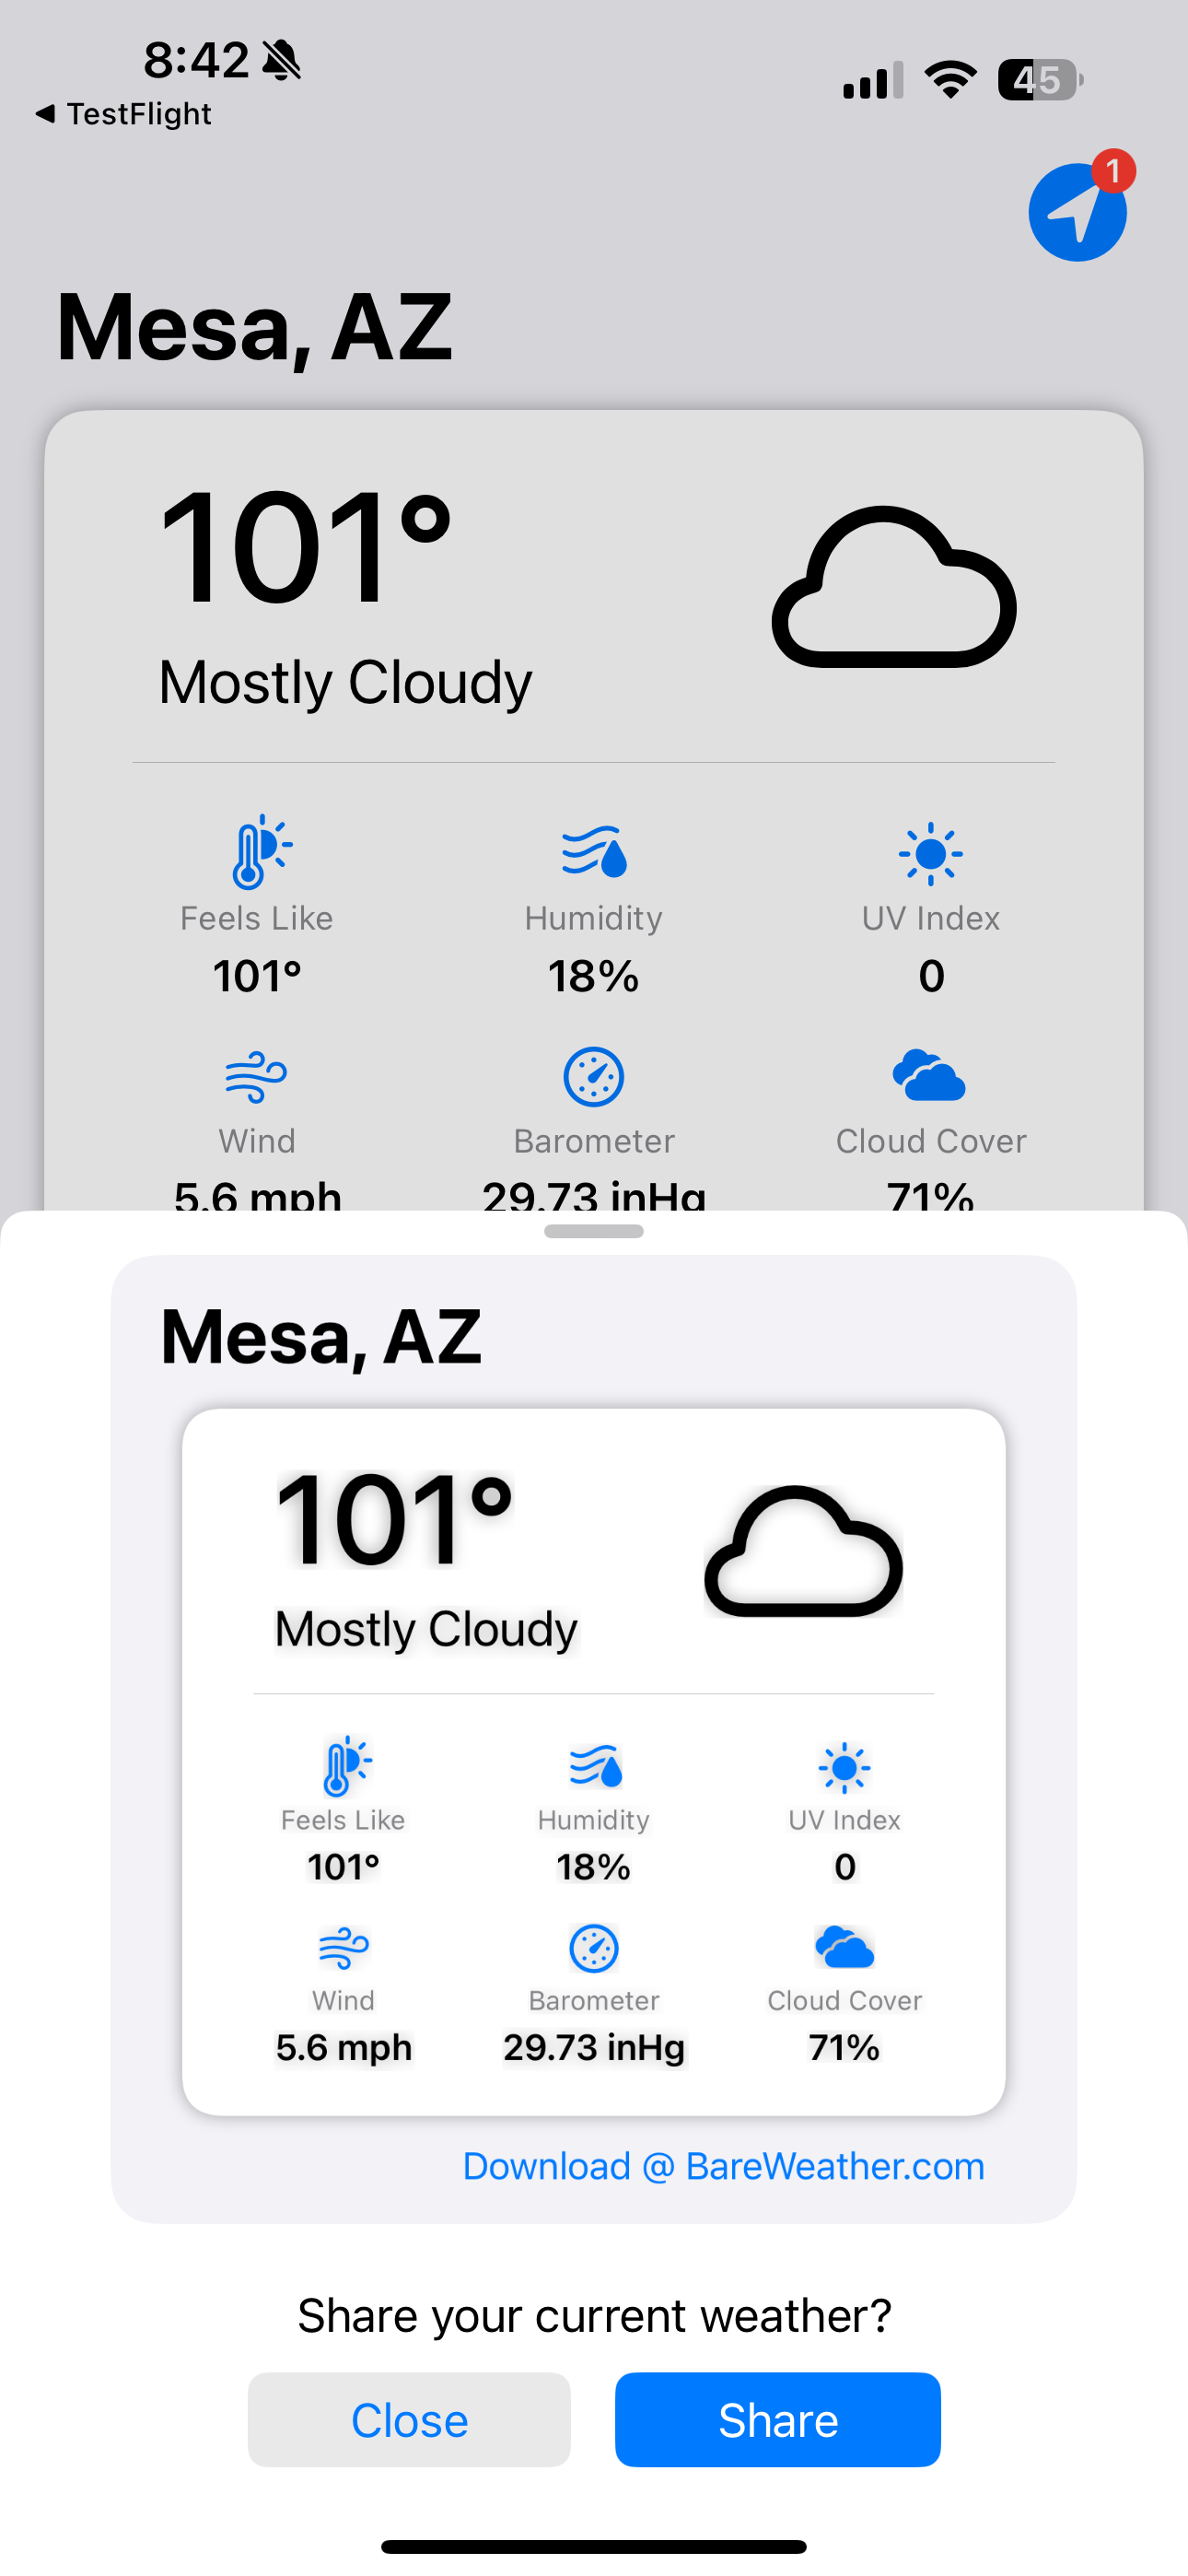 8:42
45
◀ TestFlight
1
Mesa, AZ
101°
Mostly Cloudy
Feels Like
Humidity
UV Index
101°
18%
0
Wind
Barometer
Cloud Cover
5.6 mph
29.73 inHg
71%
Mesa, AZ
101°
Mostly Cloudy
Feels Like
Humidity
UV Index
101°
18%
0
Wind
Barometer
Cloud Cover
5.6 mph
29.73 inHg
71%
Download @ BareWeather.com
Share your current weather?
Close
Share